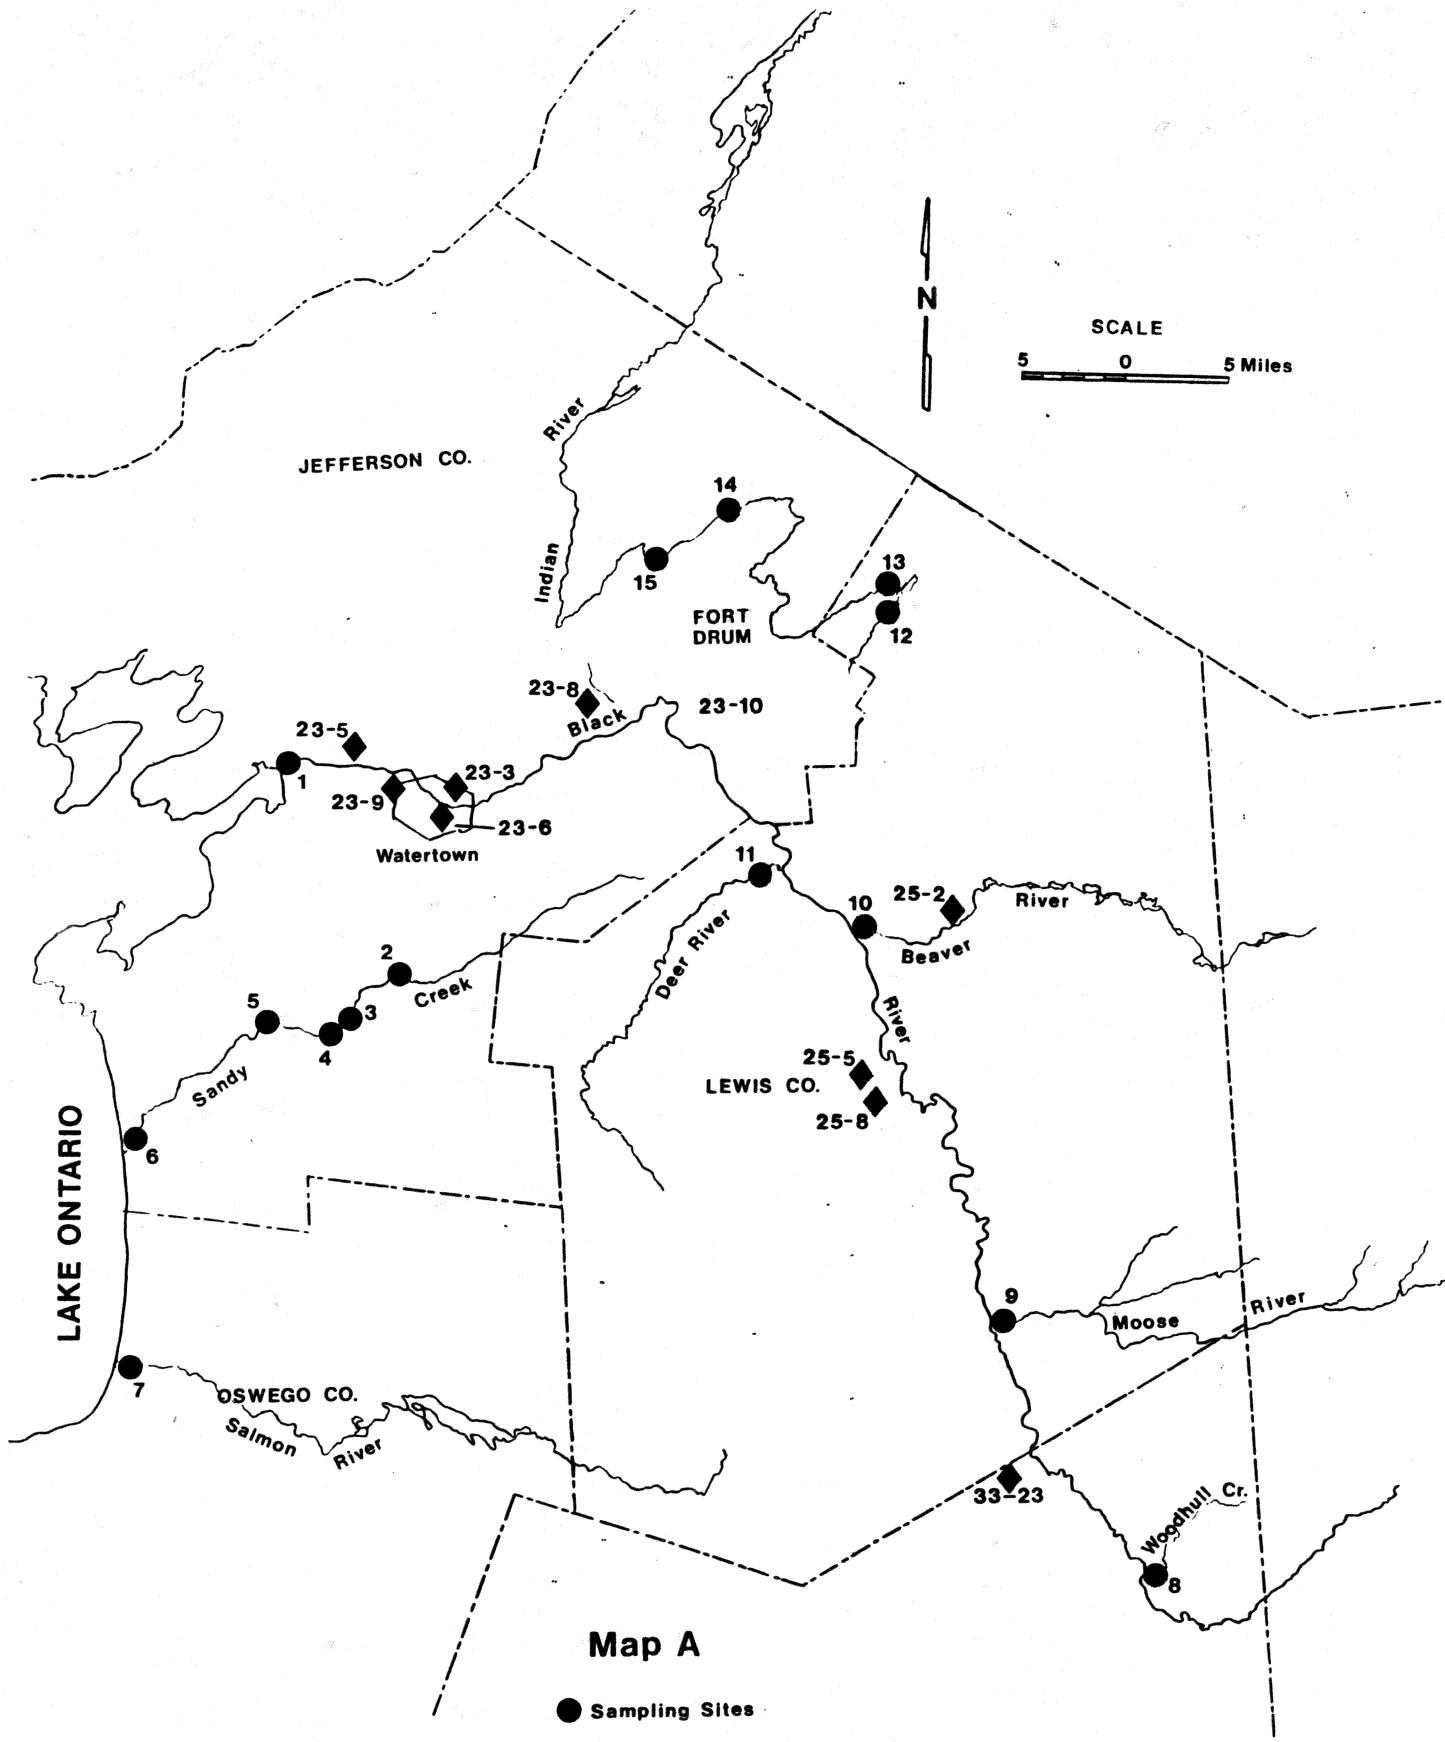 N
SCALE
5 0 5 Miles
River
JEFFERSON CO.
14
Indian
15
13
12
FORT
DRUM
23-8
23-10
Black
23-5
1
23-3
23-9
23-6
Watertown
11
10
25-2
River
Beaver
Deer River
2
Creek
5
3
4
River
Sandy
25-5
LEWIS CO.
25-8
6
LAKE ONTARIO
9
Moose
River
7
OSWEGO CO.
Salmon
River
33-23
Woodhull Cr.
8
Map A
Sampling Sites